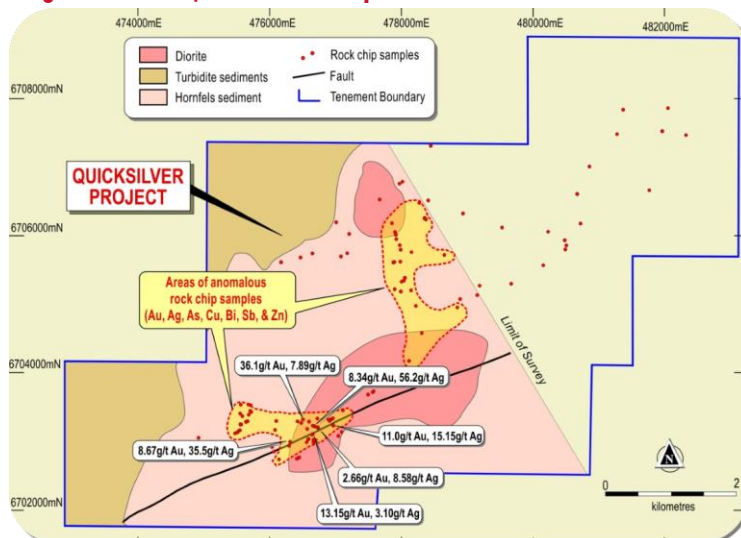 474000mE
476000mE
478000mE
480000mE
482000mE
Diorite
Turbidite sediments
Hornfels sediment
Rock chip samples
Fault
Tenement Boundary
6708000mN
QUICKSILVER
PROJECT
6706000mN
Areas of anomalous
rock chip samples
(Au, Ag, As, Cu, Bi, Sb, & Zn)
Limit of Survey
6704000mN
36.1g/t Au, 7.89g/t Ag
8.34g/t Au, 56.2g/t Ag
8.67g/t Au, 35.5g/t Ag
11.0g/t Au, 15.15g/t Ag
2.66g/t Au, 8.58g/t Ag
13.15g/t Au, 3.10g/t Ag
6702000mN
N
0
2
kilometres